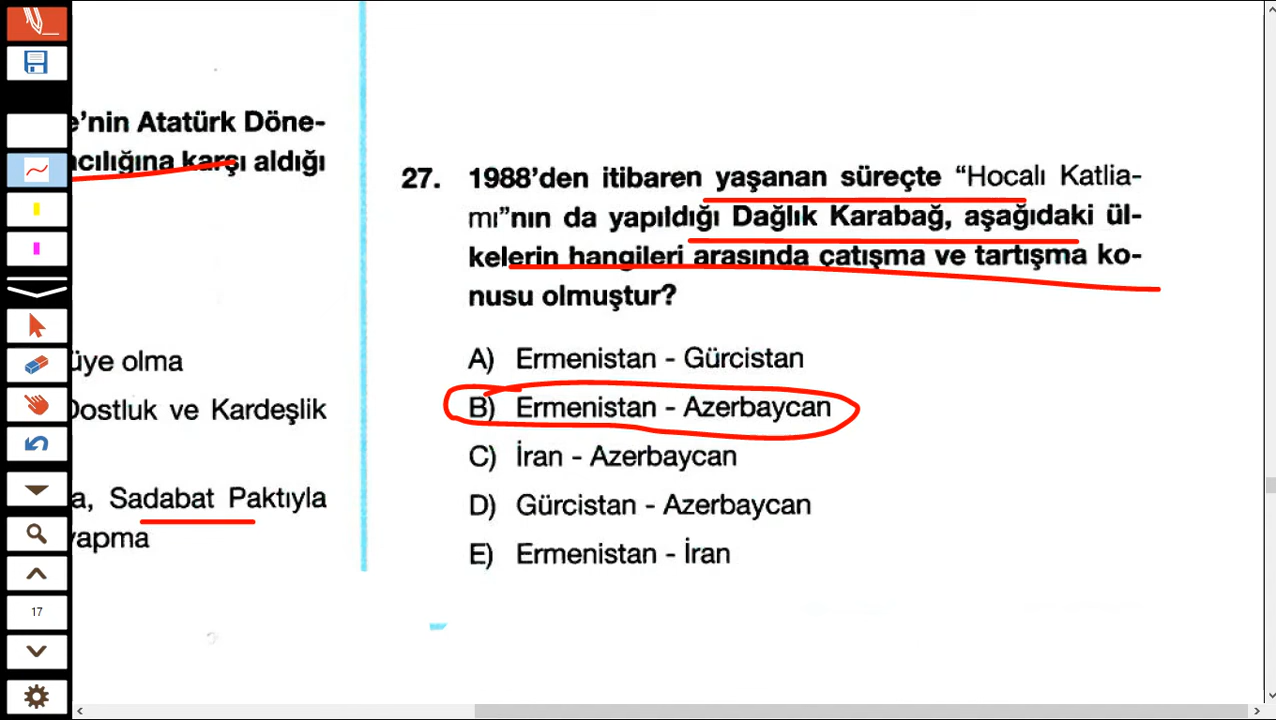 e'nin Atatürk Döne-
acılığına karşı aldığı
üye olma
Dostluk ve Kardeşlik
a, Sadabat Paktıyla
yapma
27. 1988'den itibaren yaşanan süreçte “Hocalı Katlia-
mı”nın da yapıldığı Dağlık Karabağ, aşağıdaki ül-
kelerin hangileri arasında çatışma ve tartışma ko-
nusu olmuştur?
A) Ermenistan - Gürcistan
B) Ermenistan - Azerbaycan
C) İran - Azerbaycan
D) Gürcistan - Azerbaycan
E) Ermenistan - İran
17